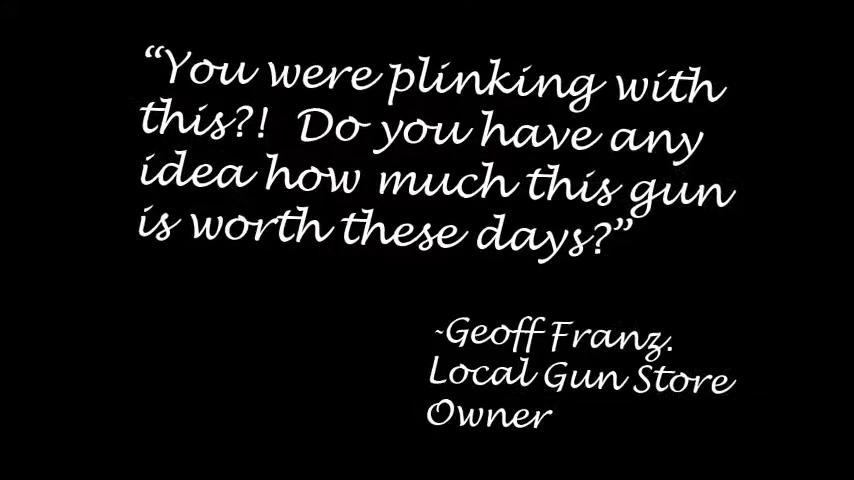 “You were plinking with
this?! Do you have any
idea how much this gun
is worth these days?”
~Geoff Franz.
Local Gun Store
Owner